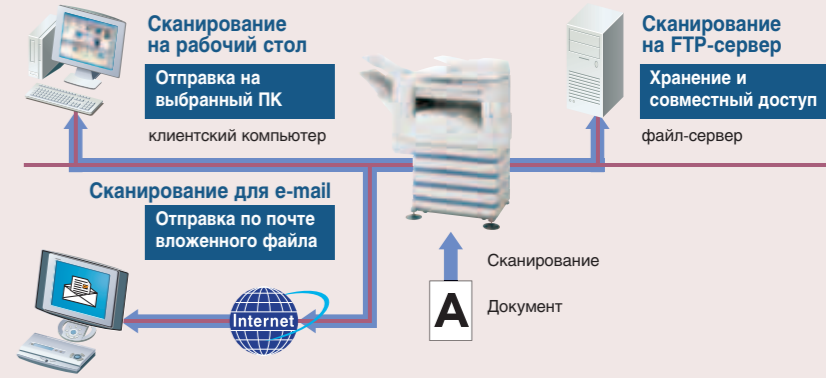 Сканирование
на рабочий стол
Отправка на
выбранный ПК
клиентский компьютер
Сканирование
на FTP-сервер
Хранение и
совместный доступ
файл-сервер
Сканирование для e-mail
Отправка по почте
вложенного файла
Internet
Сканирование
A
Документ